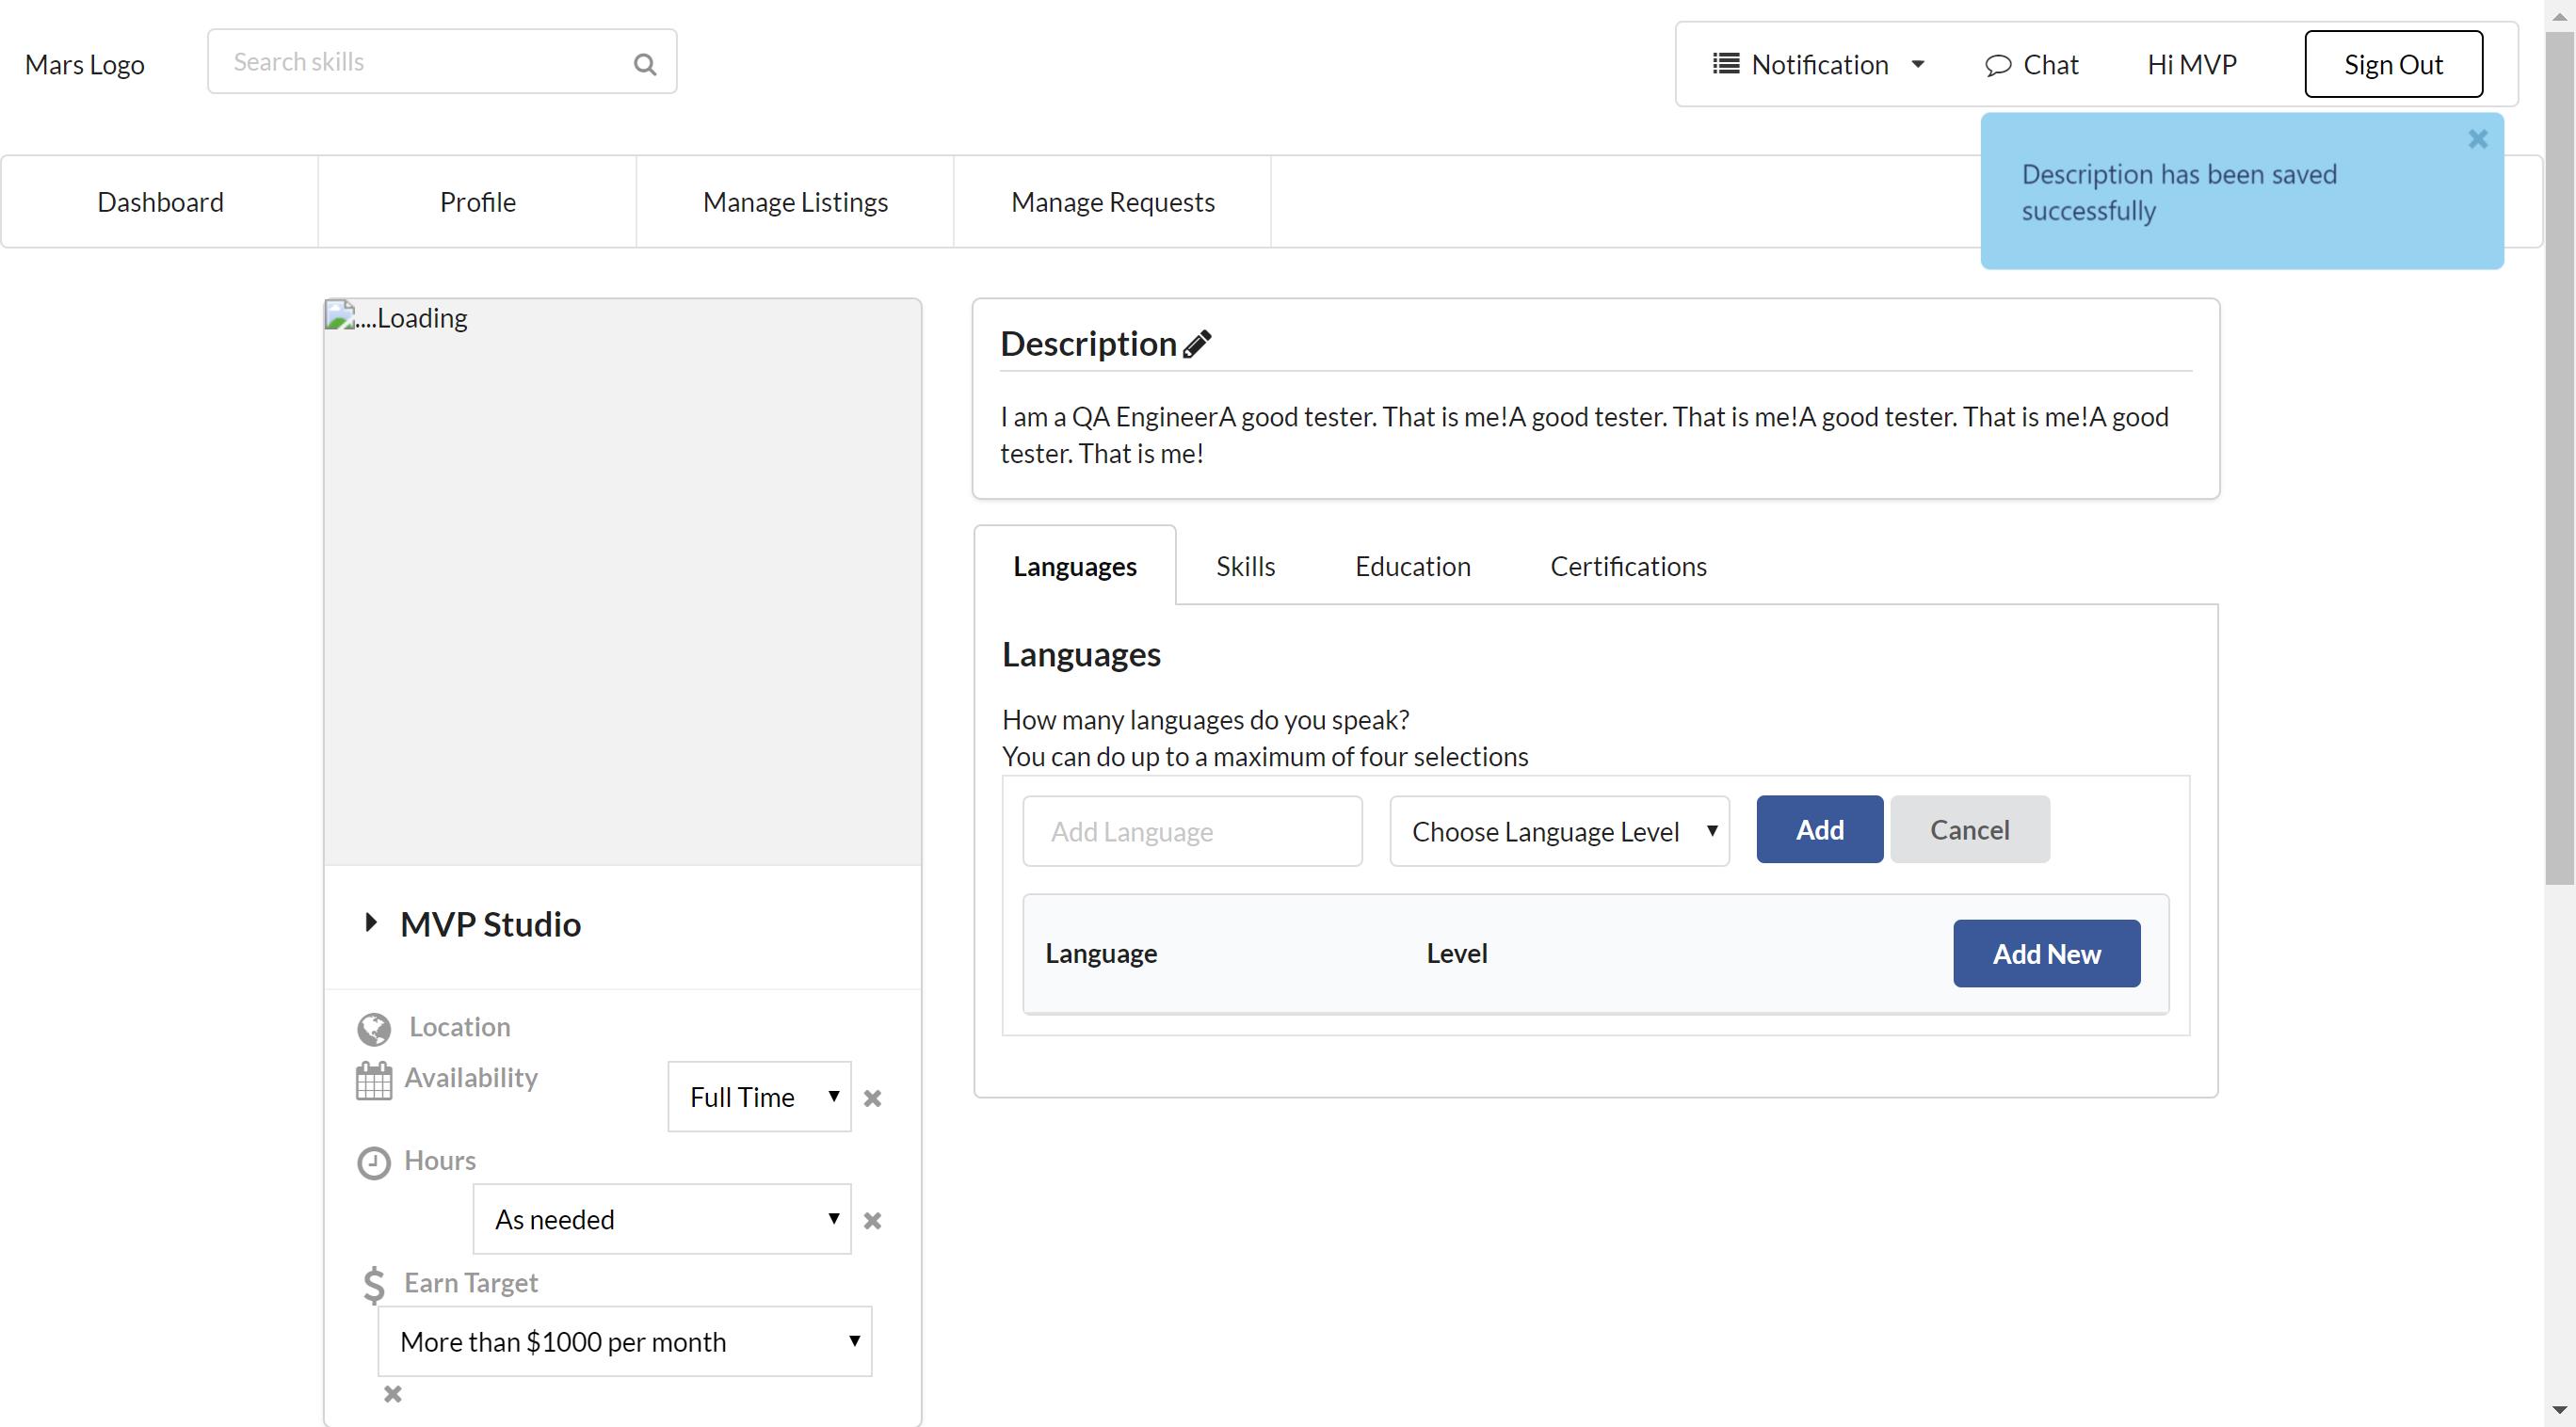 Mars Logo
Search skills
Notification
Chat
Hi MVP
Sign Out
Description has been saved
successfully
Dashboard
Profile
Manage Listings
Manage Requests
....Loading
MVP Studio
Location
Availability
Full Time
Hours
As needed
Earn Target
More than $1000 per month
Description
I am a QA EngineerA good tester. That is me!A good tester. That is me!A good tester. That is me!A good
tester. That is me!
Languages
Skills
Education
Certifications
Languages
How many languages do you speak?
You can do up to a maximum of four selections
Add Language
Choose Language Level
Add
Cancel
Language
Level
Add New